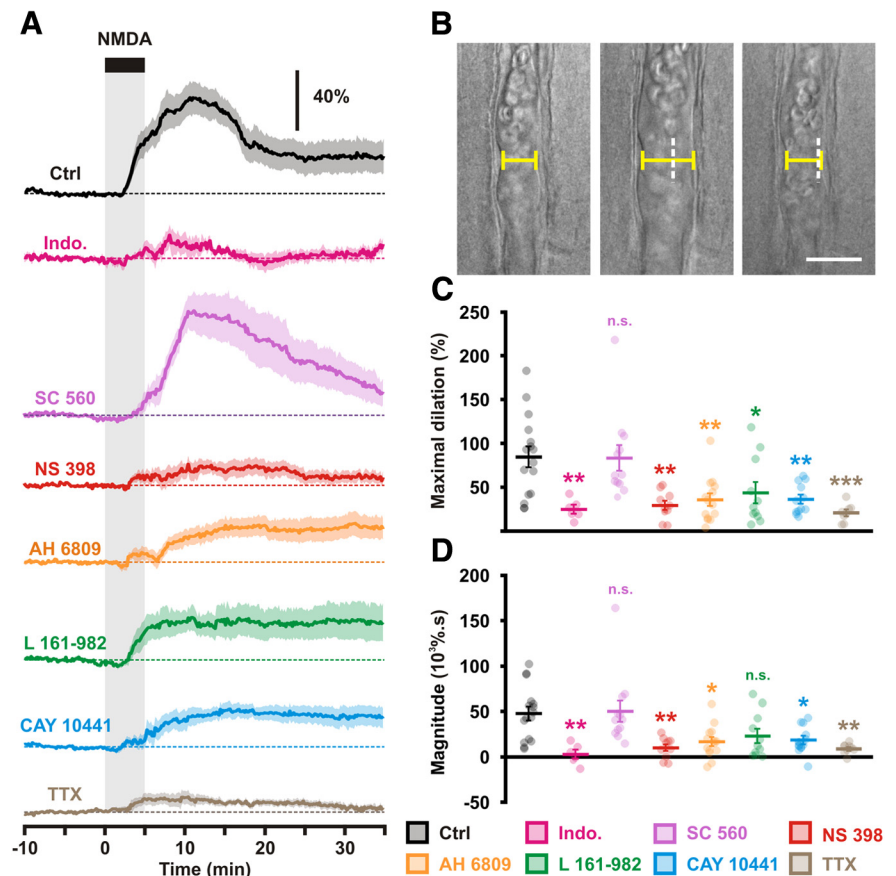 A
NMDA
40%
Ctrl
Indo.
SC 560
NS 398
AH 6809
L 161-982
CAY 10441
TTX
-10 0 10 20 30
Time (min)
B
C
Maximal dilation (%)
250
200
150
100
50
n.s.
**
**
**
*
**
***
D
Magnitude (10³%.s)
200
150
100
50
0
-50
n.s.
**
**
*
n.s.
*
**
Ctrl Indo. SC 560 NS 398
AH 6809 L 161-982 CAY 10441 TTX